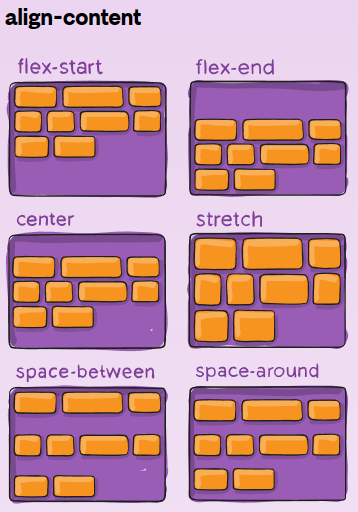 align-content
flex-start
flex-end
center
stretch
space-between
space-around